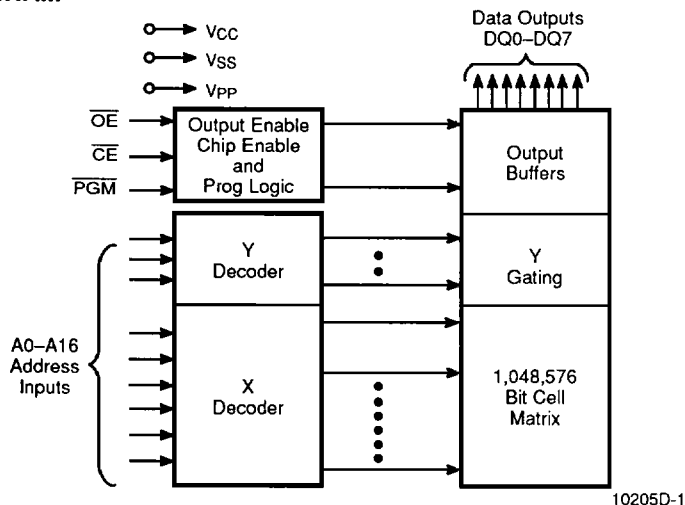 Data Outputs
DQ0–DQ7
VCC
VSS
VPP
OE
CE
PGM
Output Enable
Chip Enable
and
Prog Logic
Output
Buffers
Y
Decoder
Y
Gating
A0–A16
Address
Inputs
X
Decoder
1,048,576
Bit Cell
Matrix
10205D-1